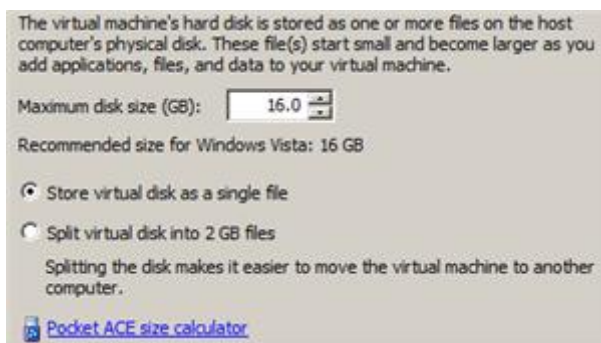 The virtual machine's hard disk is stored as one or more files on the host
computer's physical disk. These file(s) start small and become larger as you
add applications, files, and data to your virtual machine.
Maximum disk size (GB): 16.0
Recommended size for Windows Vista: 16 GB
Store virtual disk as a single file
Split virtual disk into 2 GB files
Splitting the disk makes it easier to move the virtual machine to another
computer.
Pocket ACE size calculator